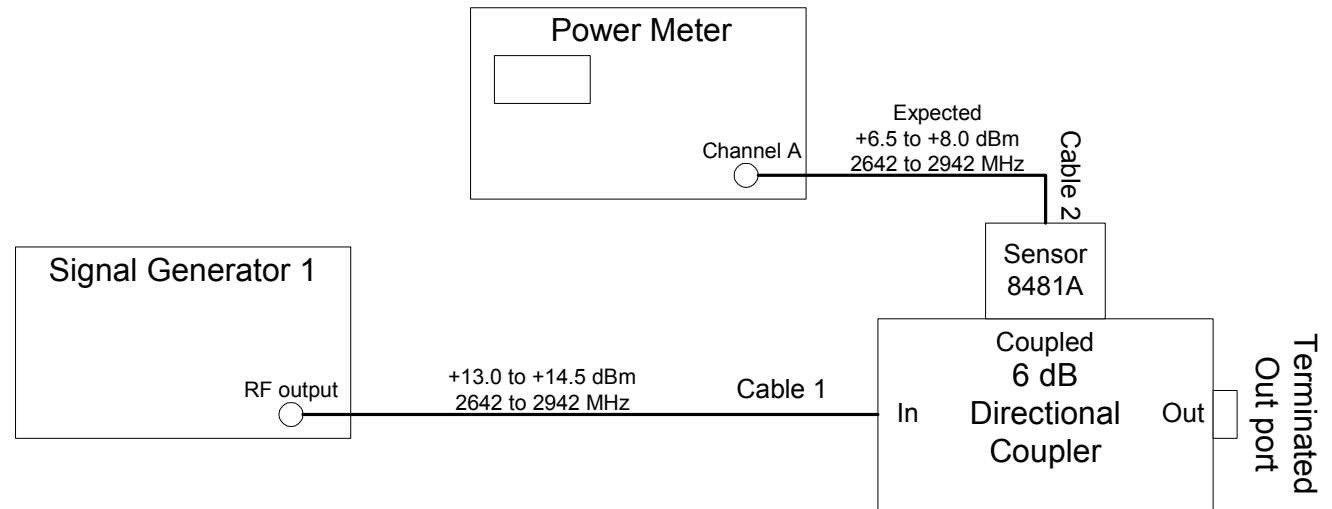 Power Meter
Channel A
Expected
+6.5 to +8.0 dBm
2642 to 2942 MHz
Cable 2
Sensor
8481A
Signal Generator 1
RF output
+13.0 to +14.5 dBm
2642 to 2942 MHz
Cable 1
Coupled
6 dB
Directional
Coupler
In
Out
Terminated
Out port